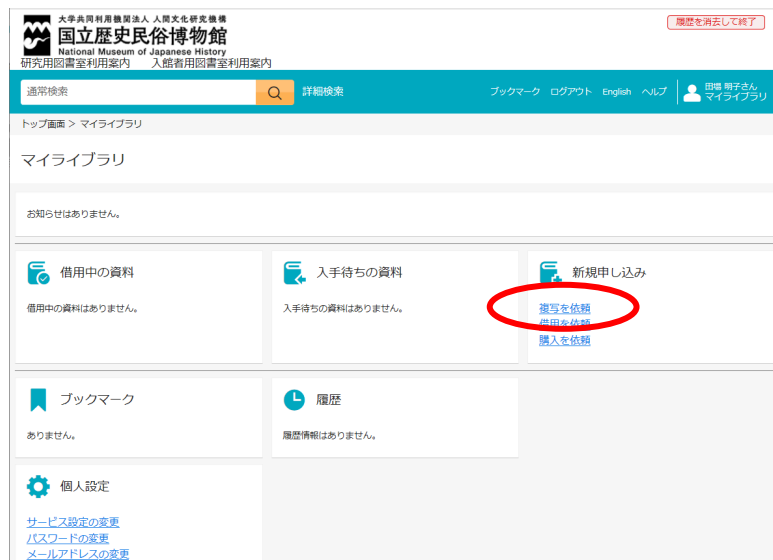 大学共同利用機関法人 人間文化研究機構
国立歴史民俗博物館
National Museum of Japanese History
履歴を消去して終了
研究用図書室利用案内 入館者用図書室利用案内
通常検索 詳細検索 ブックマーク ログアウト English ヘルプ 田場 明子さん
マイライブラリ
トップ画面 > マイライブラリ
マイライブラリ
お知らせはありません。
借用中の資料 入手待ちの資料 新規申し込み
借用中の資料はありません。 入手待ちの資料はありません。 複写を依頼
借用を依頼
購入を依頼
ブックマーク 履歴
ありません。 履歴情報はありません。
個人設定
サービス設定の変更
パスワードの変更
メールアドレスの変更